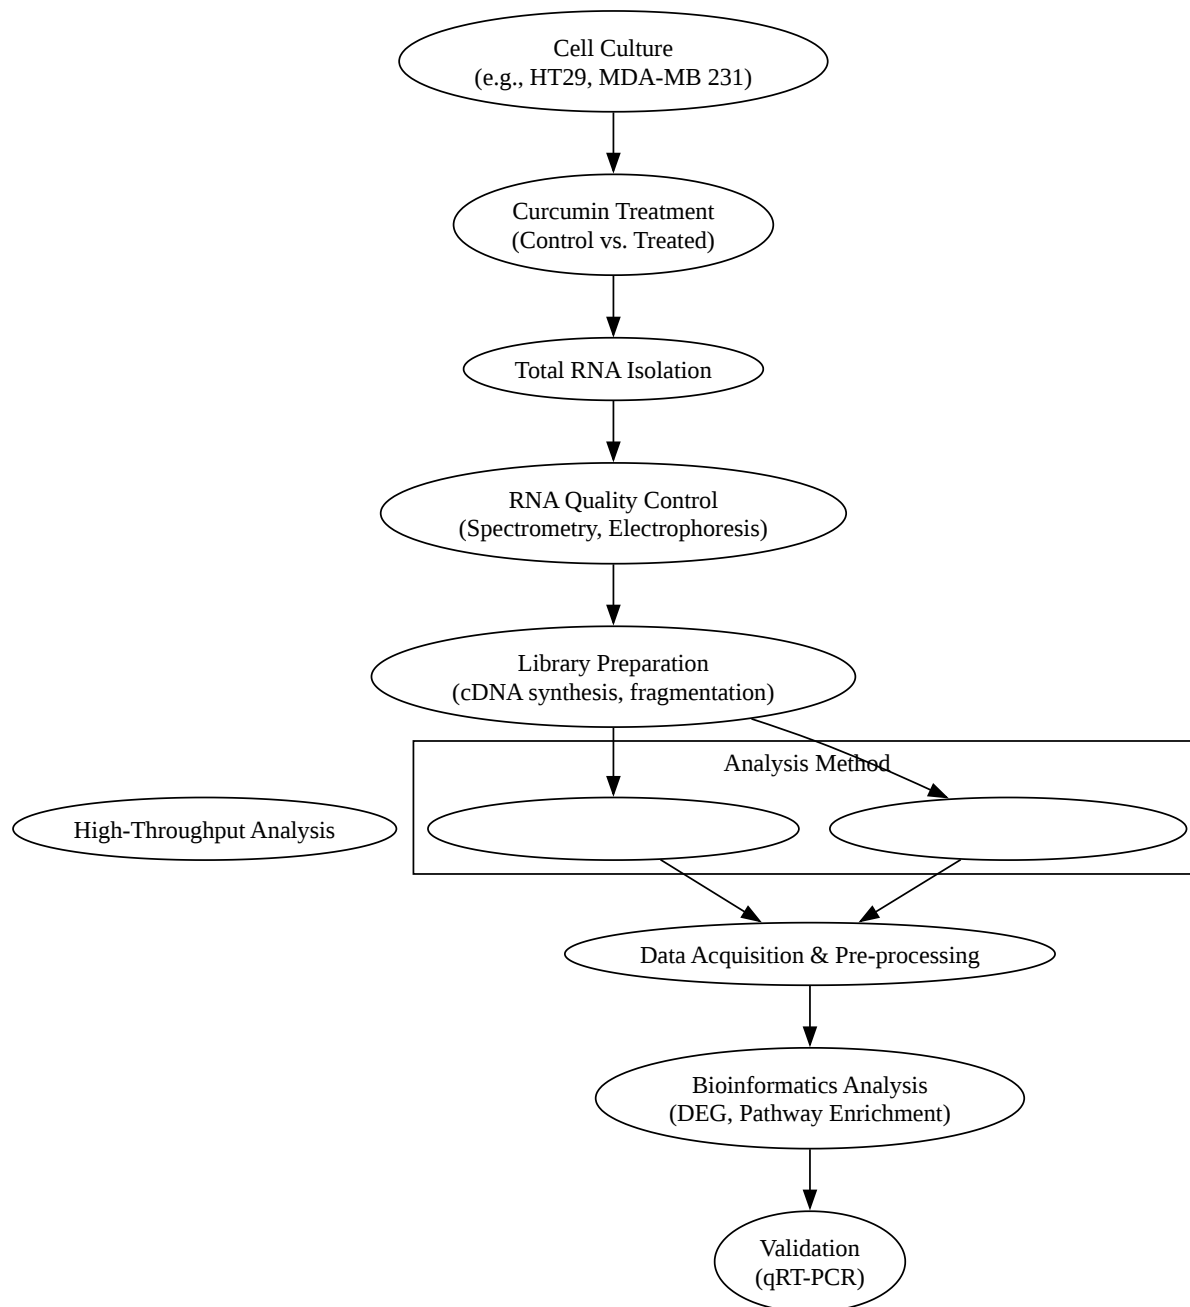 Cell Culture
(e.g., HT29, MDA-MB 231)
Curcumin Treatment
(Control vs. Treated)
Total RNA Isolation
RNA Quality Control
(Spectrometry, Electrophoresis)
Library Preparation
(cDNA synthesis, fragmentation)
Analysis Method
High-Throughput Analysis
Data Acquisition & Pre-processing
Bioinformatics Analysis
(DEG, Pathway Enrichment)
Validation
(qRT-PCR)